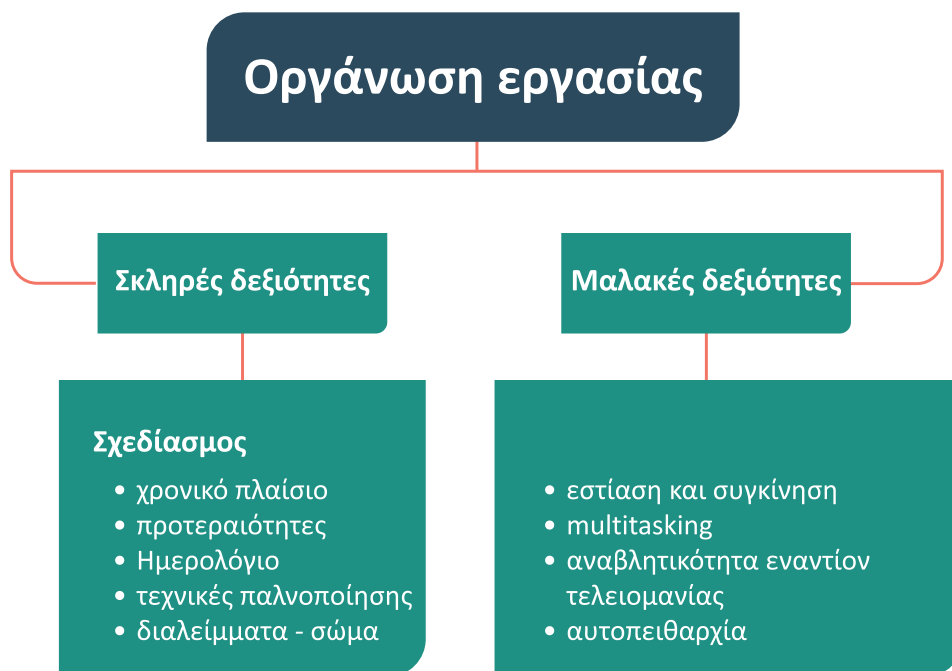 Οργάνωση εργασίας
Σκληρές δεξιότητες
Μαλακές δεξιότητες
Σχεδίασμος
• χρονικό πλαίσιο
• προτεραιότητες
• Ημερολόγιο
• τεχνικές παλνοποίησης
• διαλείμματα - σώμα
• εστίαση και συγκίνηση
• multitasking
• αναβλητικότητα εναντίον
τελειομανίας
• αυτοπειθαρχία